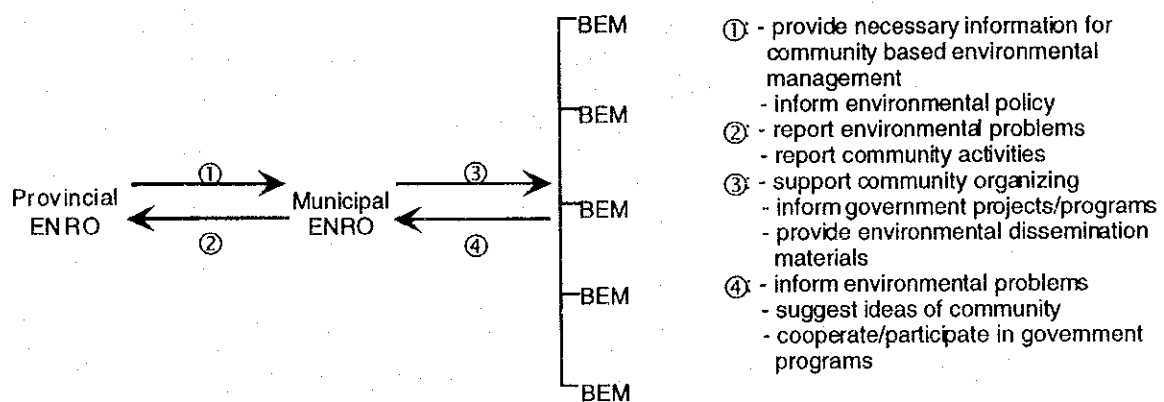 Provincial
ENRO
①
②
Municipal
ENRO
③
④
BEM
BEM
BEM
BEM
BEM
①: - provide necessary information for
community based environmental
management
- inform environmental policy
②: - report environmental problems
- report community activities
③: - support community organizing
- inform government projects/programs
- provide environmental dissemination
materials
④: - inform environmental problems
- suggest ideas of community
- cooperate/participate in government
programs